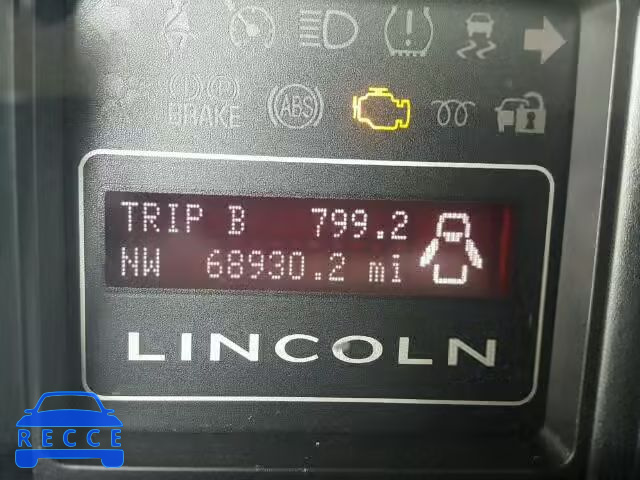 BRAKE
ABS
TRIP B 799.2
NW 68930.2 mi
LINCOLN
RECCE